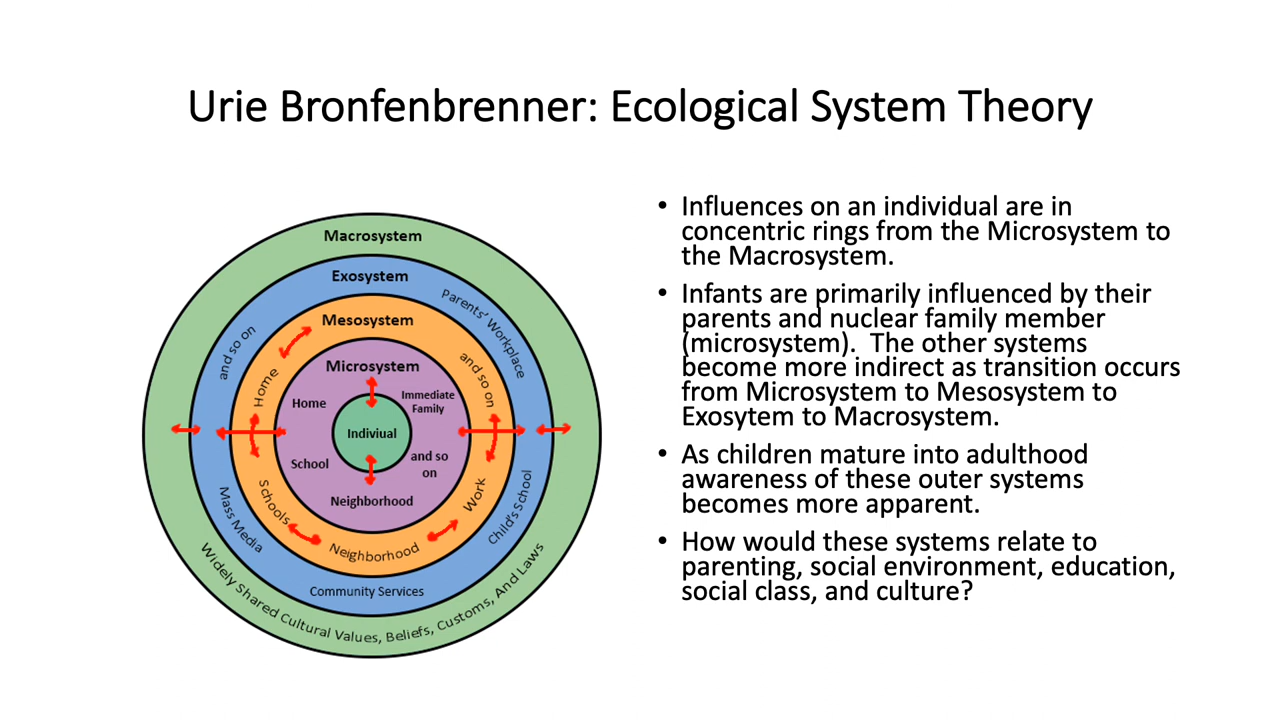 Urie Bronfenbrenner: Ecological System Theory
Macrosystem
Exosystem
Parents' Workplace
and so on
Mesosystem
Home
and so on
Microsystem
Home
Immediate
Family
Indiviual
School
and so
on
Neighborhood
Schools
Work
Neighborhood
Mass Media
Child's School
Community Services
Widely Shared Cultural Values, Beliefs, Customs, And Laws
• Influences on an individual are in
concentric rings from the Microsystem to
the Macrosystem.
• Infants are primarily influenced by their
parents and nuclear family member
(microsystem). The other systems
become more indirect as transition occurs
from Microsystem to Mesosystem to
Exosytem to Macrosystem.
• As children mature into adulthood
awareness of these outer systems
becomes more apparent.
• How would these systems relate to
parenting, social environment, education,
social class, and culture?